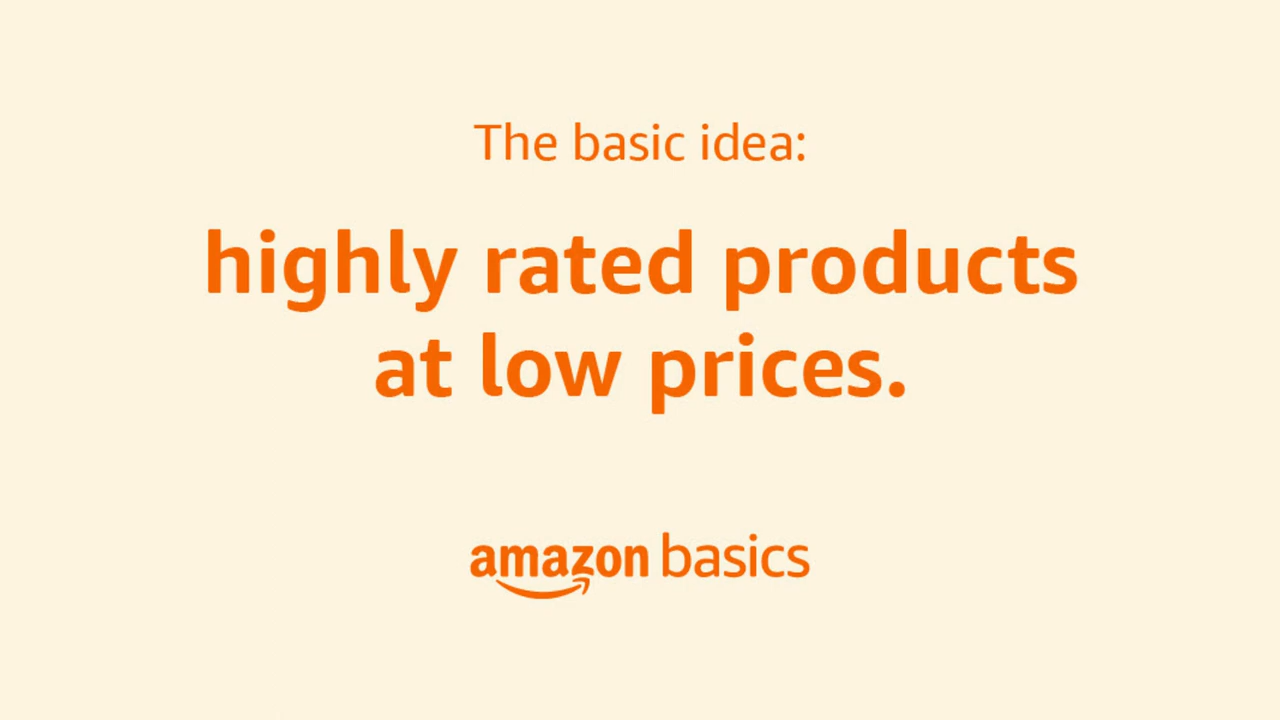 The basic idea:
highly rated products
at low prices.
amazon basics